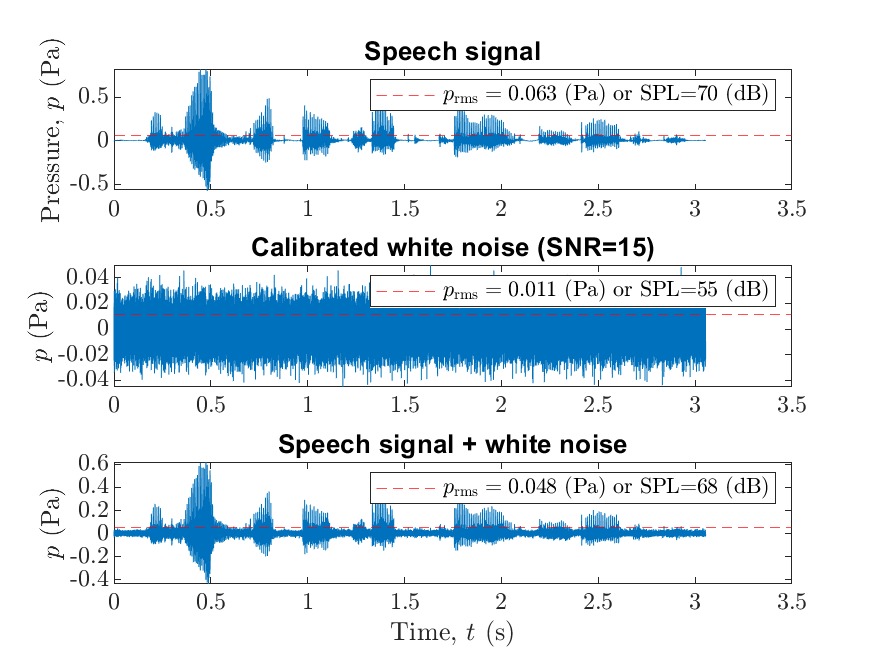 Speech signal
Pressure, p (Pa)
0.5
0
-0.5
p_rms = 0.063 (Pa) or SPL=70 (dB)
0 0.5 1 1.5 2 2.5 3 3.5
Calibrated white noise (SNR=15)
p (Pa)
0.04
0.02
0
-0.02
-0.04
p_rms = 0.011 (Pa) or SPL=55 (dB)
0 0.5 1 1.5 2 2.5 3 3.5
Speech signal + white noise
p (Pa)
0.6
0.4
0.2
0
-0.2
-0.4
p_rms = 0.048 (Pa) or SPL=68 (dB)
0 0.5 1 1.5 2 2.5 3 3.5
Time, t (s)